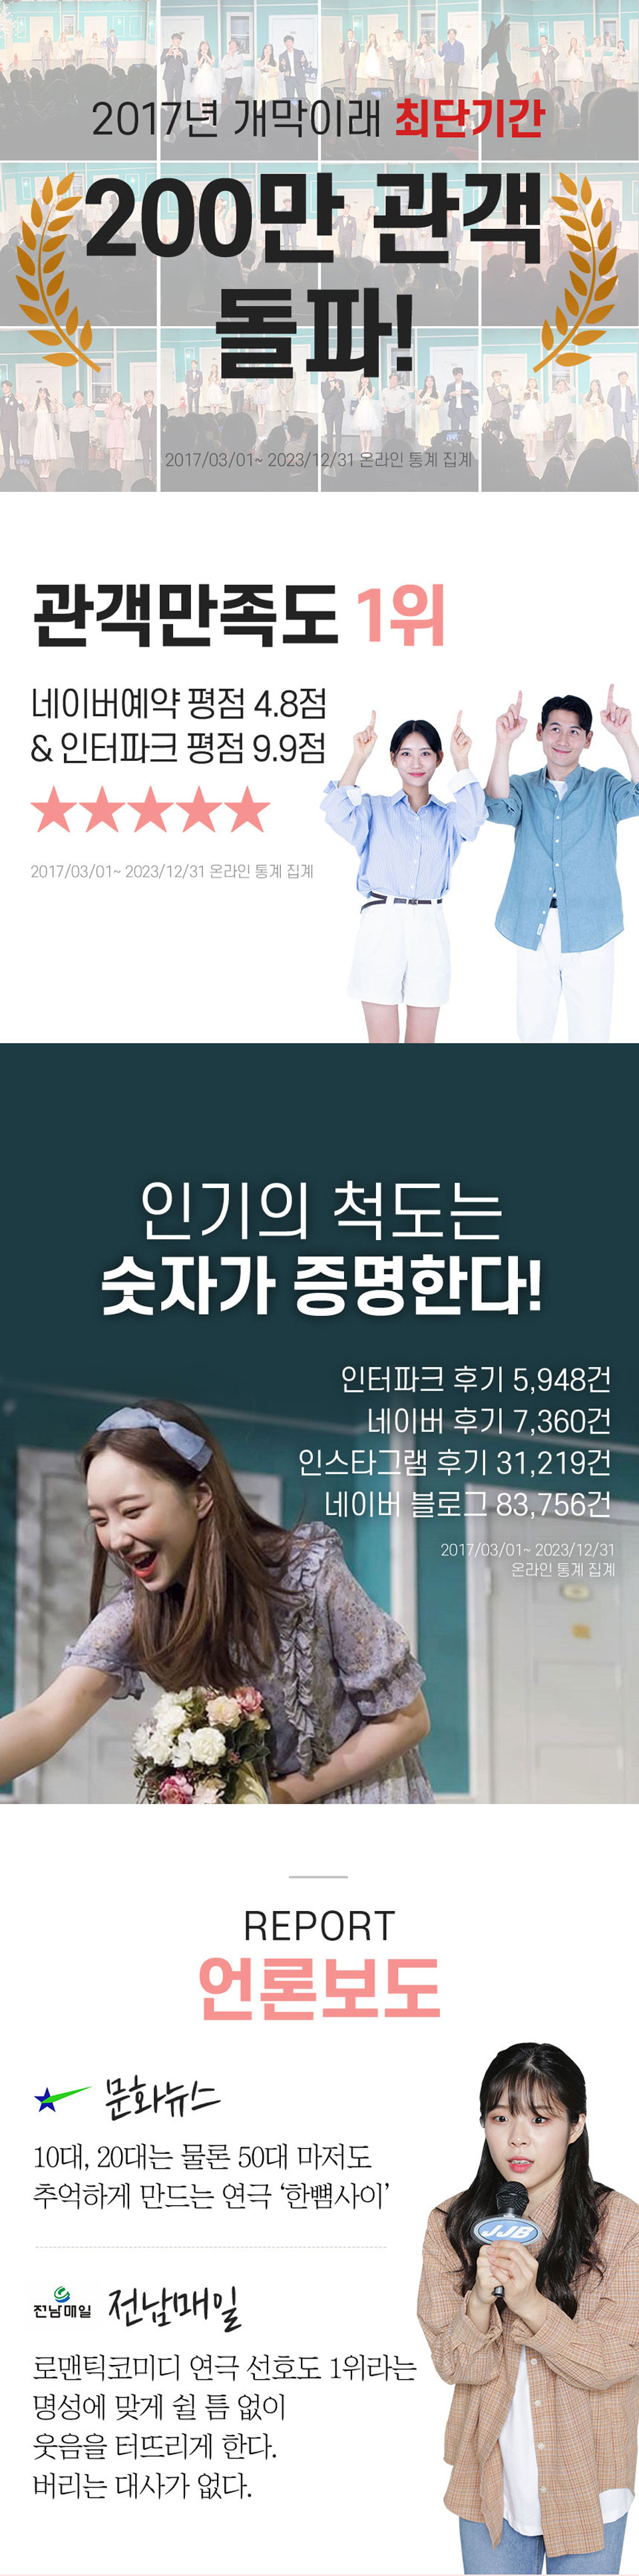 2017년 개막이래 최단기간
200만 관객
돌파!
2017/03/01~ 2023/12/31 온라인 통계 집계
관객만족도 1위
네이버예약 평점 4.8점
& 인터파크 평점 9.9점
★★★★★
2017/03/01~ 2023/12/31 온라인 통계 집계
인기의 척도는
숫자가 증명한다!
인터파크 후기 5,948건
네이버 후기 7,360건
인스타그램 후기 31,219건
네이버 블로그 83,756건
2017/03/01~ 2023/12/31
온라인 통계 집계
REPORT
언론보도
문화뉴스
10대, 20대는 물론 50대 마저도
추억하게 만드는 연극 ‘한뼘사이’
JJB
전남매일 전남매일
로맨틱코미디 연극 선호도 1위라는
명성에 맞게 쉴 틈 없이
웃음을 터뜨리게 한다.
버리는 대사가 없다.